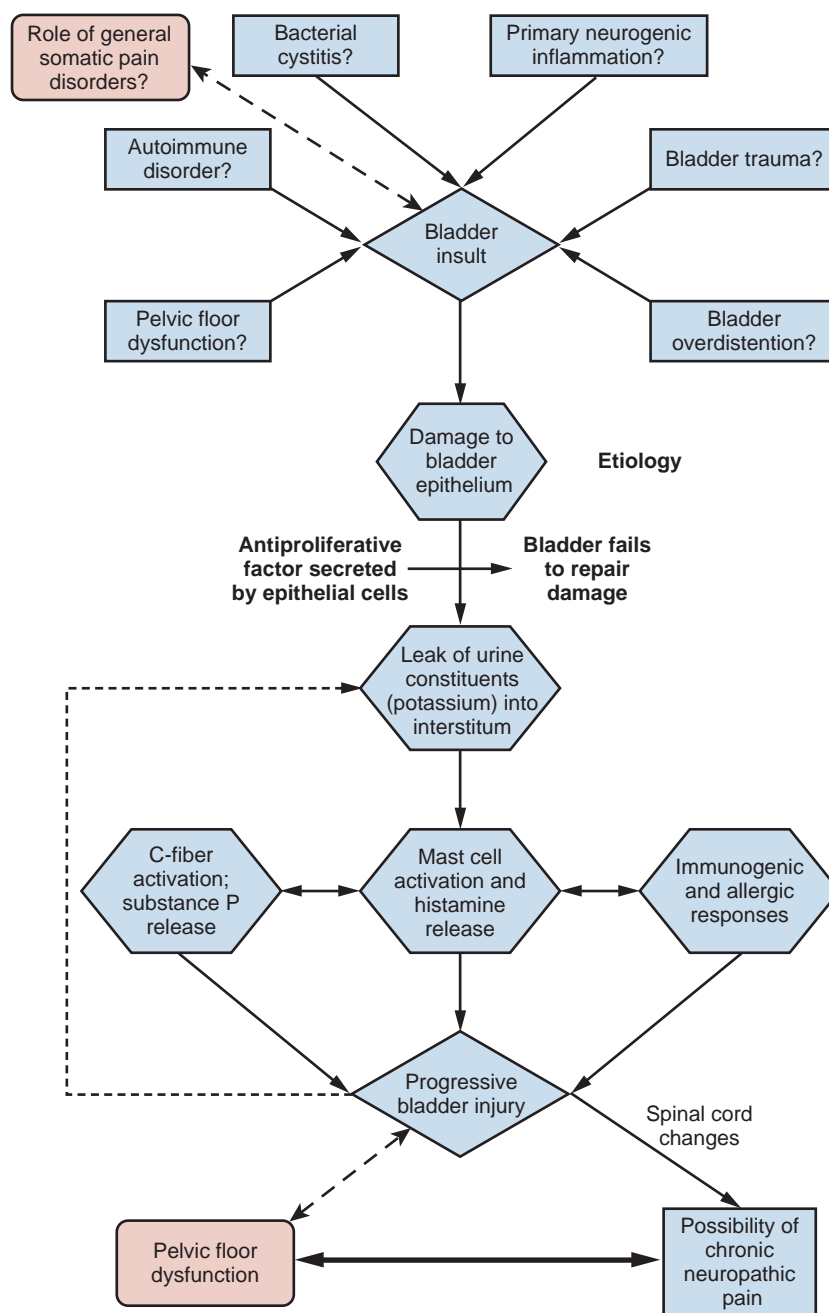 Role of general
somatic pain
disorders?
Bacterial
cystitis?
Primary neurogenic
inflammation?
Autoimmune
disorder?
Bladder trauma?
Bladder
insult
Pelvic floor
dysfunction?
Bladder
overdistention?
Damage to
bladder
epithelium
Etiology
Antiproliferative
factor secreted
by epithelial cells
Bladder fails
to repair
damage
Leak of urine
constituents
(potassium) into
interstitum
C-fiber
activation;
substance P
release
Mast cell
activation and
histamine
release
Immunogenic
and allergic
responses
Progressive
bladder injury
Spinal cord
changes
Pelvic floor
dysfunction
Possibility of
chronic
neuropathic
pain